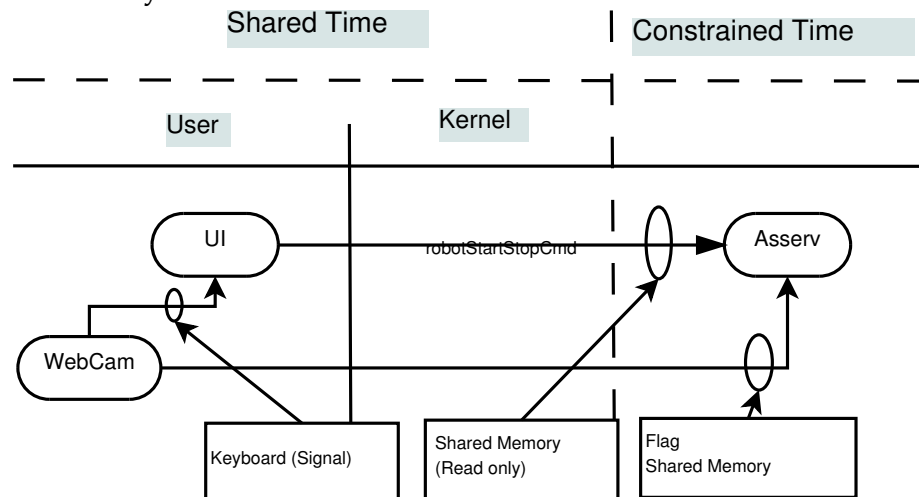 Shared Time
Constrained Time
User
Kernel
UI
robotStartStopCmd
Asserv
WebCam
Keyboard (Signal)
Shared Memory
(Read only)
Flag
Shared Memory